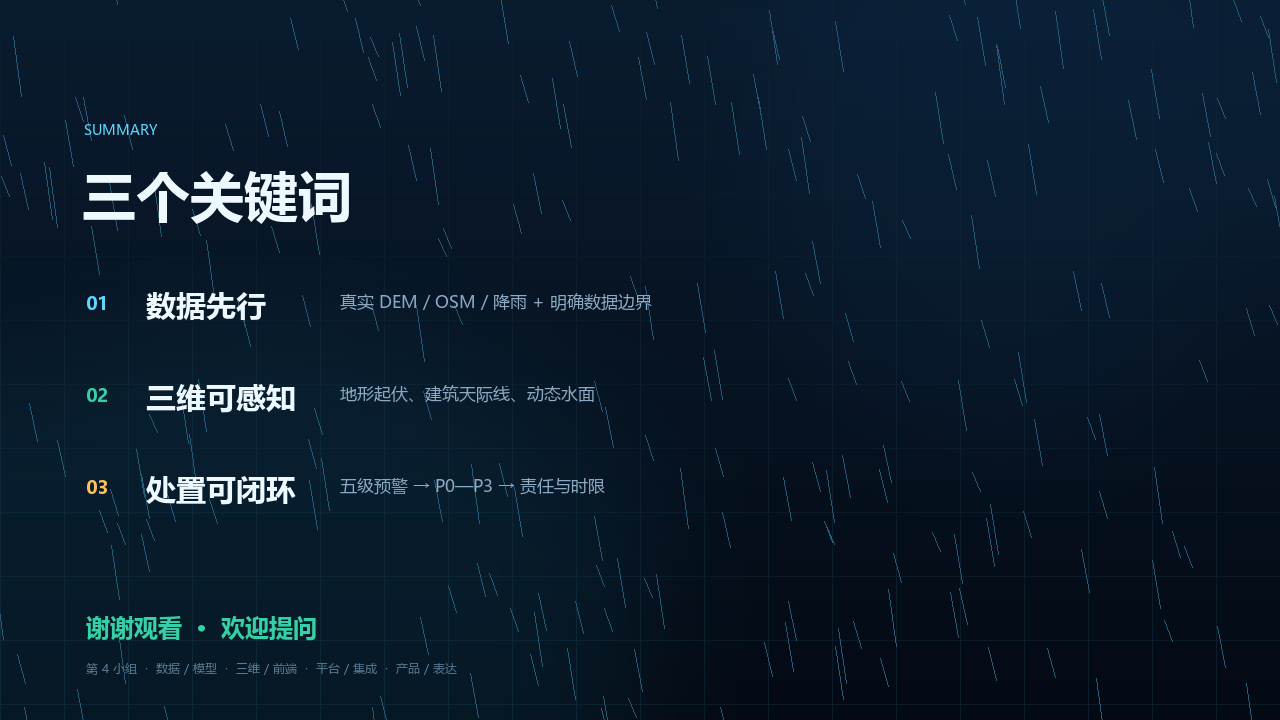 SUMMARY
三个关键词
01 数据先行 真实 DEM / OSM / 降雨 + 明确数据边界
02 三维可感知 地形起伏、建筑天际线、动态水面
03 处置可闭环 五级预警 → P0—P3 → 责任与时限
谢谢观看 · 欢迎提问
第 4 小组 · 数据 / 模型 · 三维 / 前端 · 平台 / 集成 · 产品 / 表达